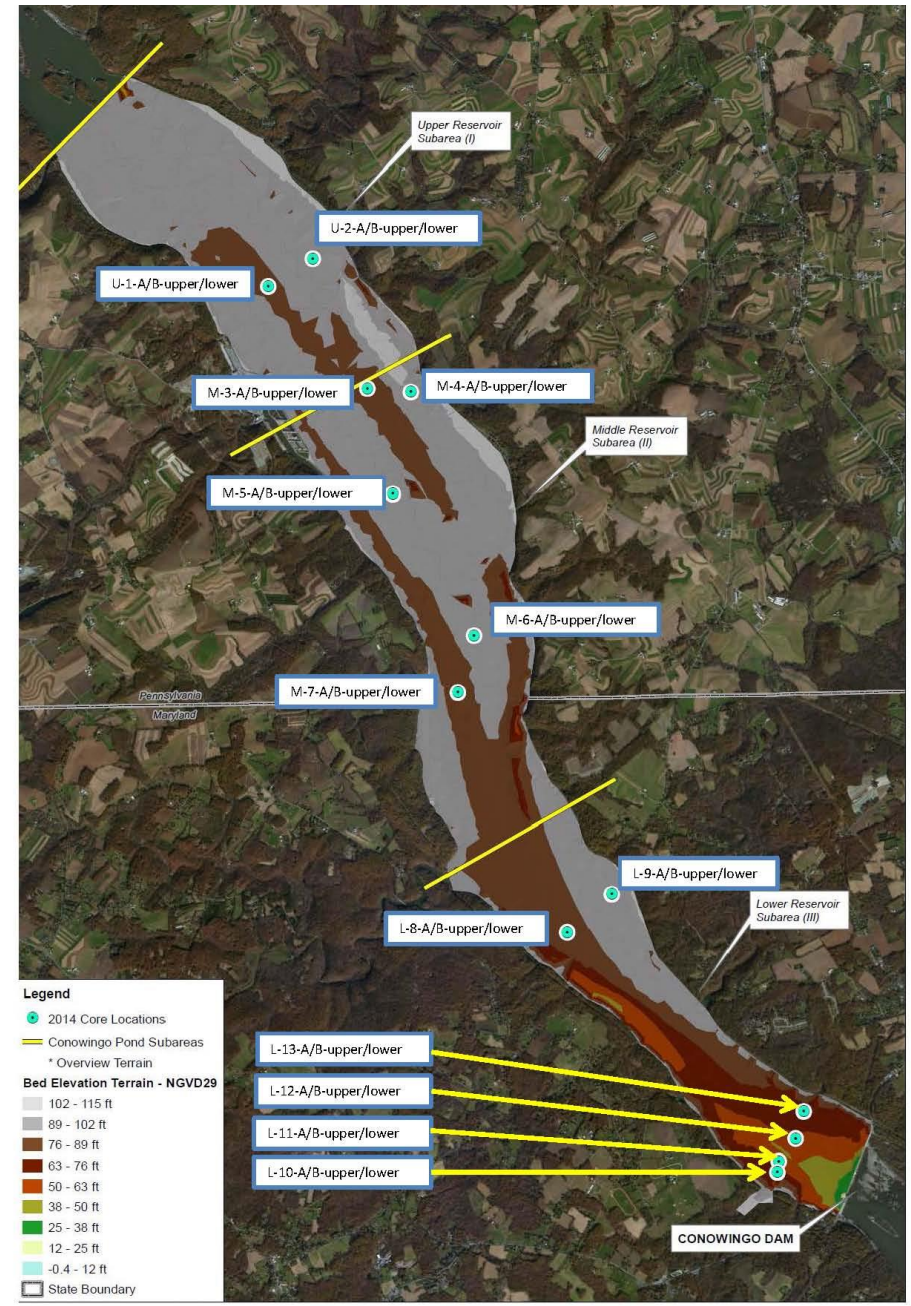 Upper Reservoir
Subarea (I)
U-2-A/B-upper/lower
U-1-A/B-upper/lower
M-3-A/B-upper/lower
M-4-A/B-upper/lower
Middle Reservoir
Subarea (II)
M-5-A/B-upper/lower
M-6-A/B-upper/lower
M-7-A/B-upper/lower
Pennsylvania
Maryland
L-9-A/B-upper/lower
Lower Reservoir
Subarea (III)
L-8-A/B-upper/lower
L-13-A/B-upper/lower
L-12-A/B-upper/lower
L-11-A/B-upper/lower
L-10-A/B-upper/lower
CONOWINGO DAM
Legend
2014 Core Locations
Conowingo Pond Subareas
* Overview Terrain
Bed Elevation Terrain - NGVD29
102 - 115 ft
89 - 102 ft
76 - 89 ft
63 - 76 ft
50 - 63 ft
38 - 50 ft
25 - 38 ft
12 - 25 ft
-0.4 - 12 ft
State Boundary